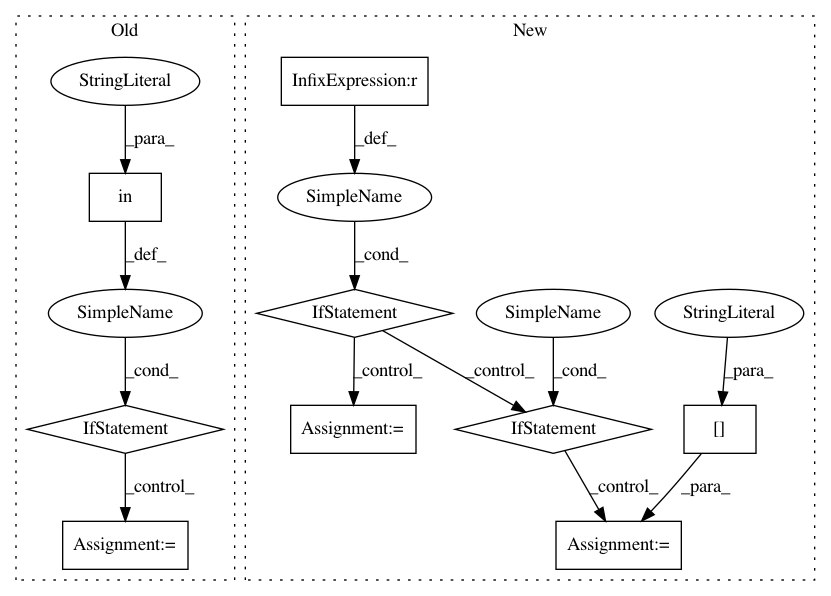 Old
New
StringLiteral
InfixExpression:r
_para_
_def_
in
SimpleName
_def_
_cond_
SimpleName
IfStatement
SimpleName
StringLiteral
_cond_
_control_
_control_
_cond_
_para_
IfStatement
Assignment:=
IfStatement
[]
_control_
_control_
_para_
Assignment:=
Assignment:=